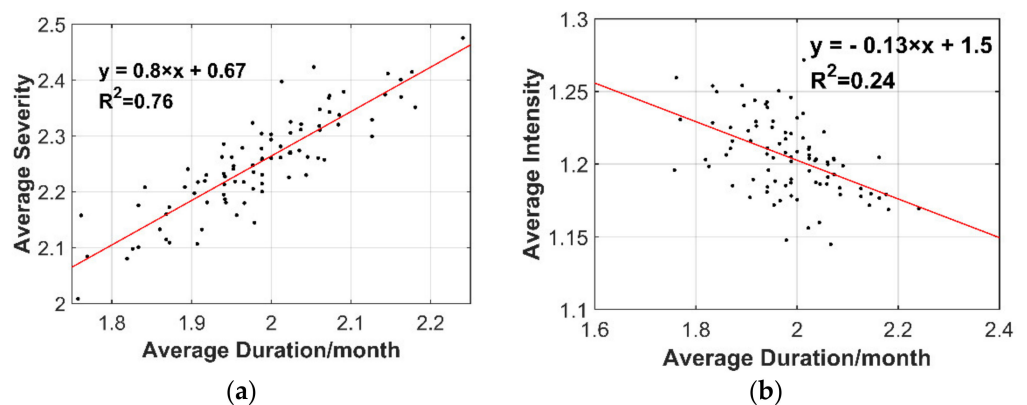 2.5
2.4
2.3
2.2
2.1
2
Average Severity
y = 0.8×x + 0.67
R²=0.76
1.8 1.9 2 2.1 2.2
Average Duration/month
(a)
1.3
1.25
1.2
1.15
1.1
Average Intensity
y = - 0.13×x + 1.5
R²=0.24
1.6 1.8 2 2.2 2.4
Average Duration/month
(b)